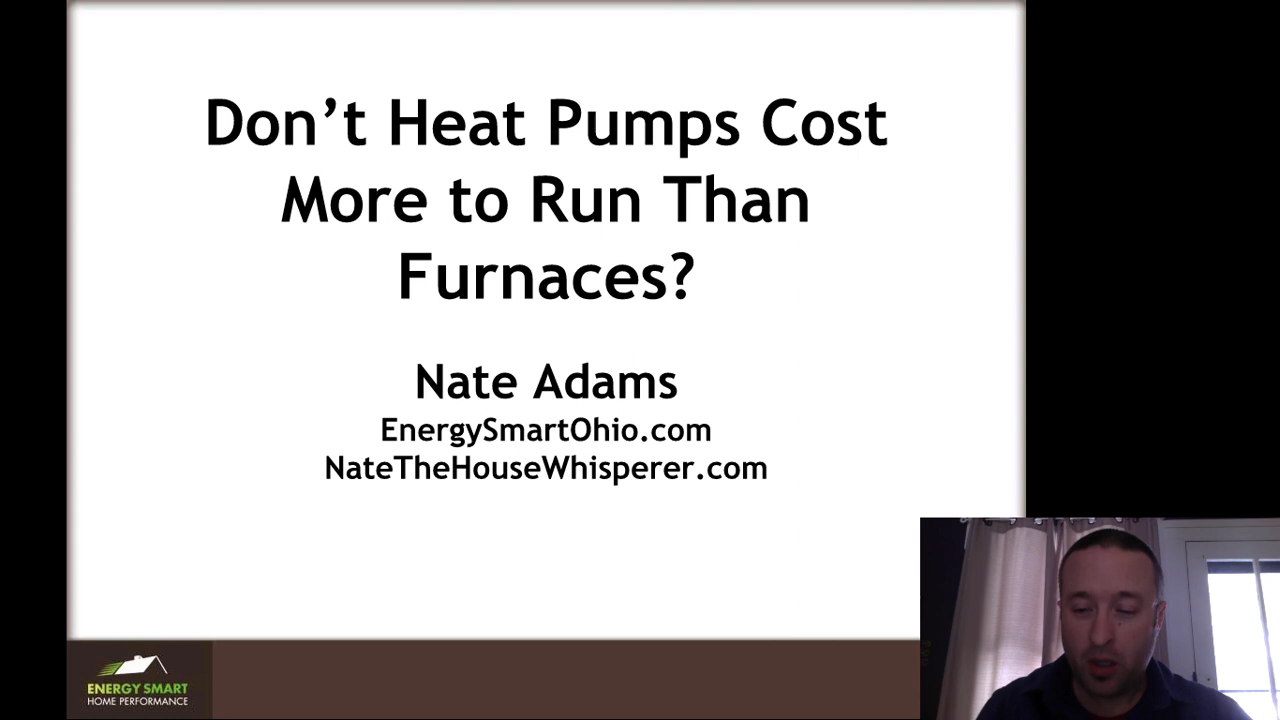 Don’t Heat Pumps Cost
More to Run Than
Furnaces?
Nate Adams
EnergySmartOhio.com
NateTheHouseWhisperer.com
ENERGY SMART
HOME PERFORMANCE